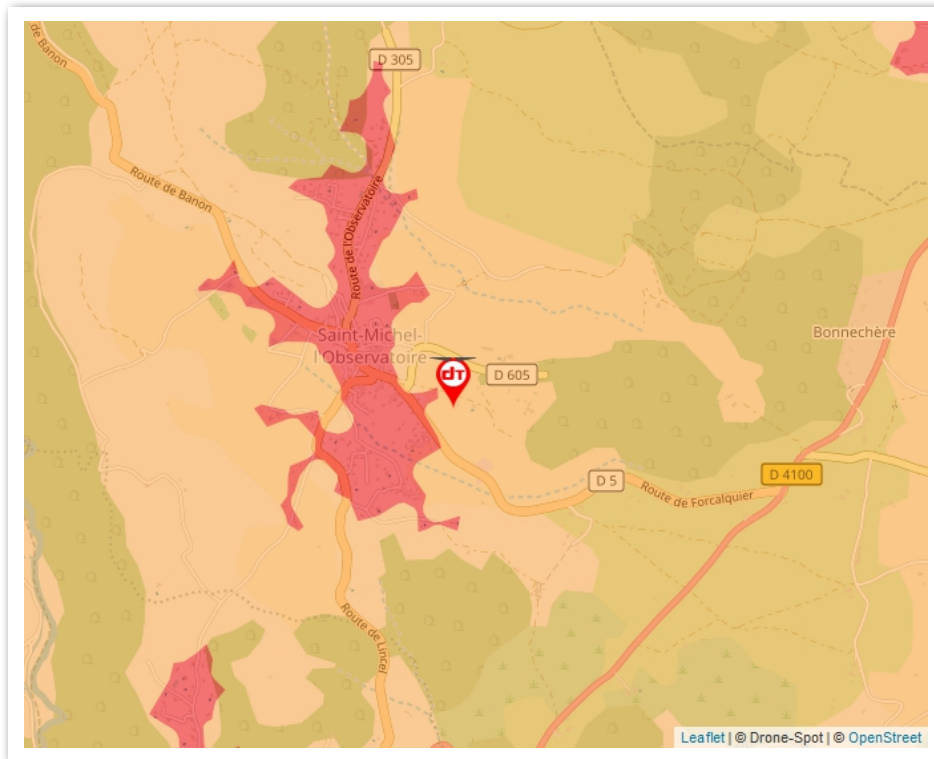 de Banon
D 305
Route de Banon
Route de l'Observatoire
Saint-Michel-
l'Observatoire
Bonnechère
dT
D 605
D 4100
D 5
Route de Forcalquier
Route de Lincel
Leaflet | © Drone-Spot | © OpenStreet